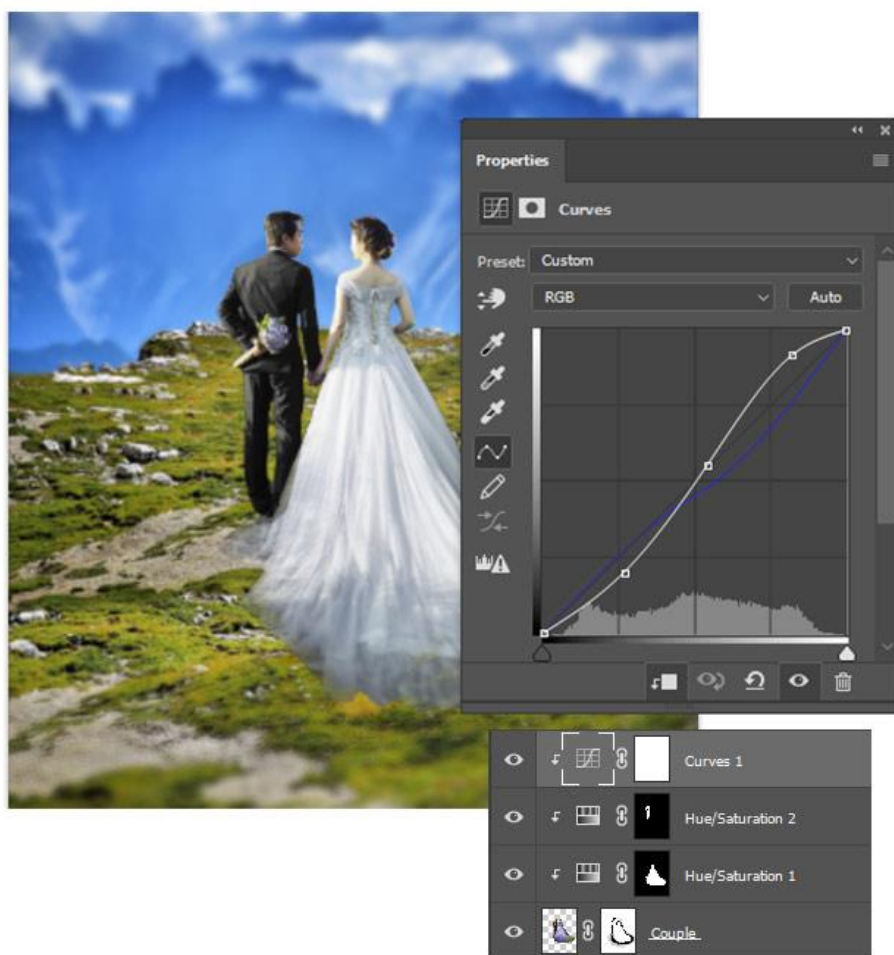 Properties
Curves
Preset: Custom
RGB
Auto
Curves 1
Hue/Saturation 2
Hue/Saturation 1
Couple